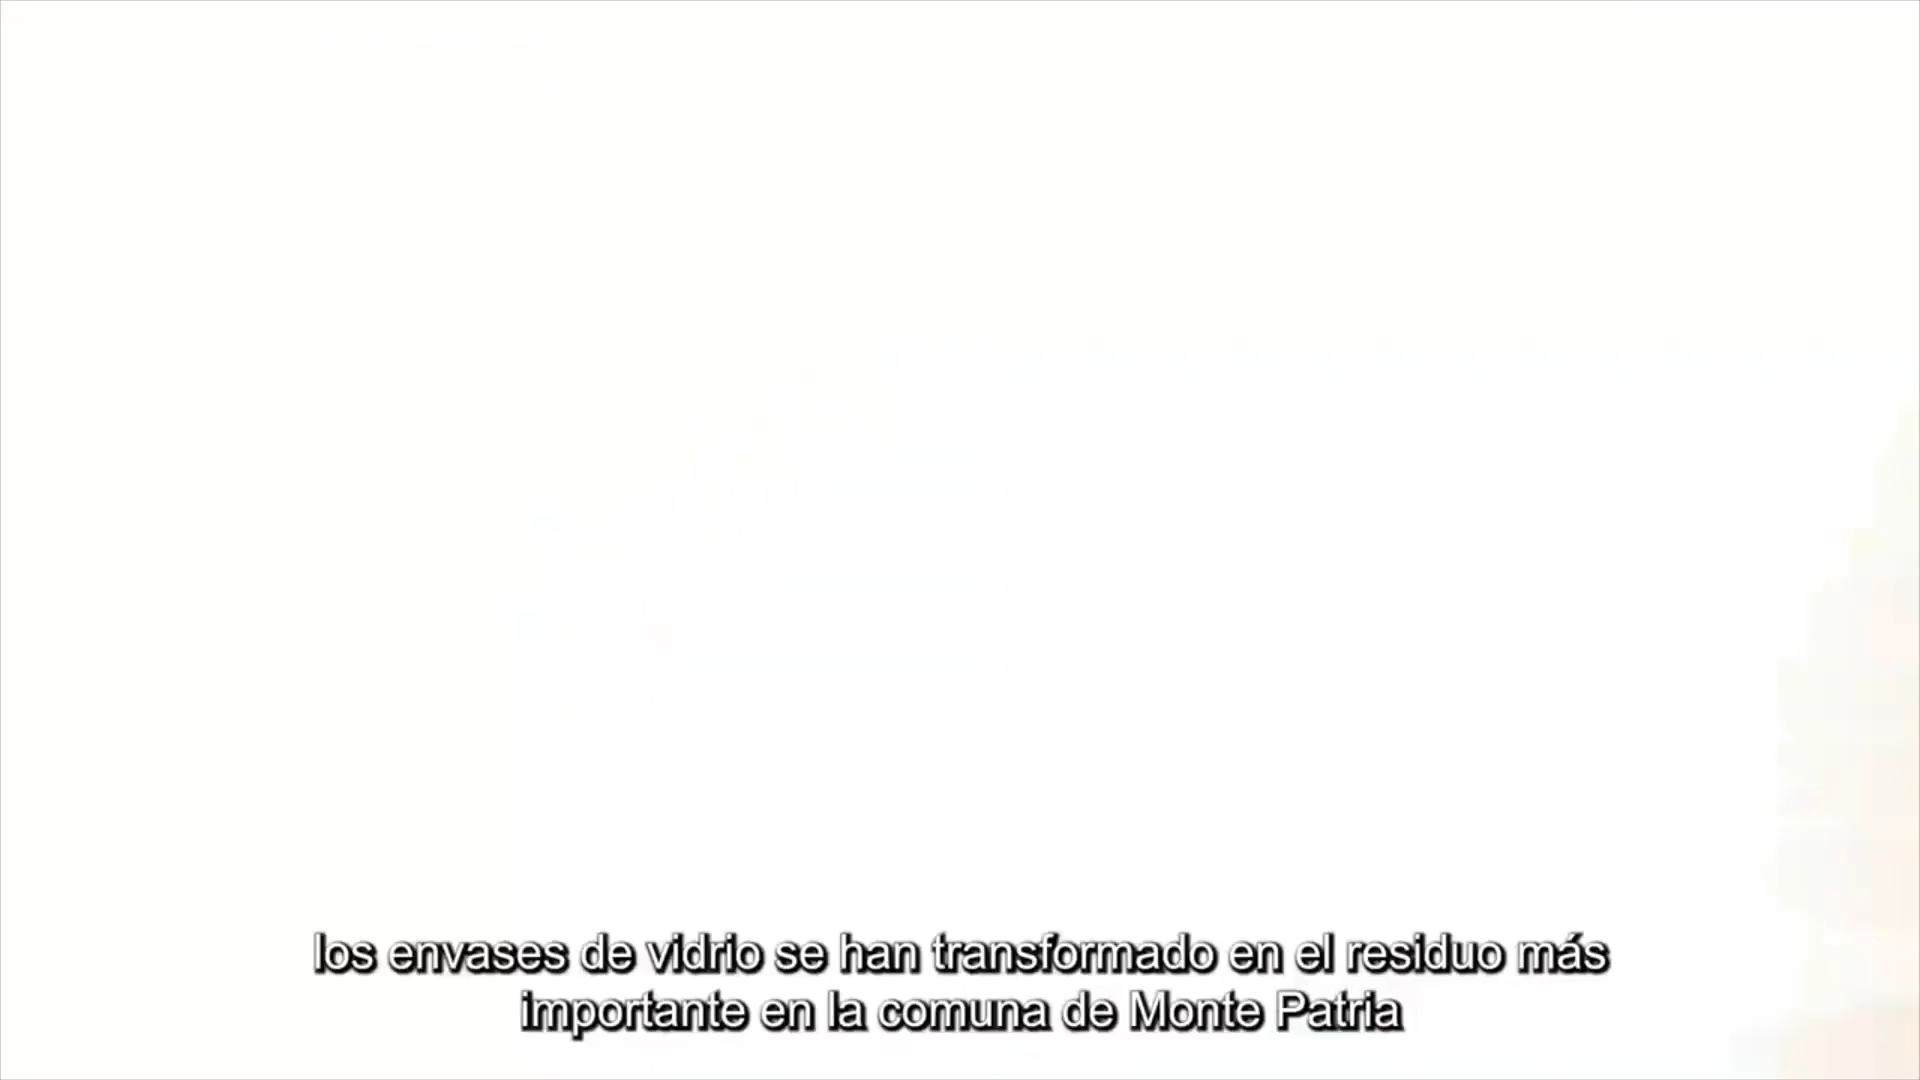 los envases de vidrio se han transformado en el residuo más
importante en la comuna de Monte Patria